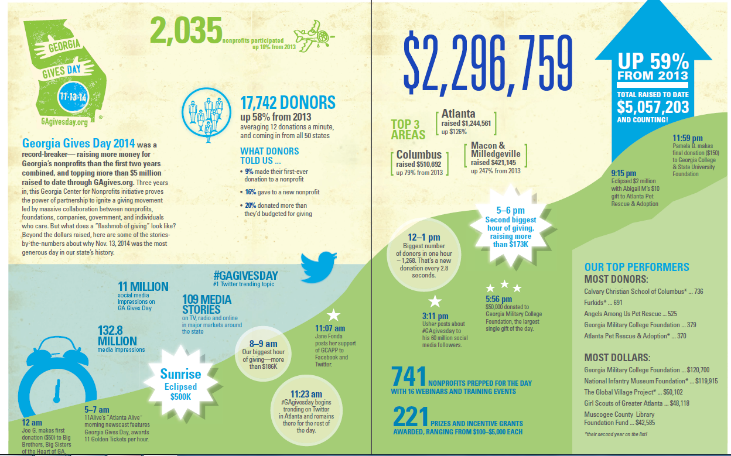 GEORGIA
GIVES DAY
11-13-14
GAgivesday.org
2,035
nonprofits participated
up 18% from 2013
17,742 DONORS
up 58% from 2013
averaging 12 donations a minute,
and coming in from all 50 states
WHAT DONORS
TOLD US ...
• 9% made their first-ever
donation to a nonprofit
• 16% gave to a new nonprofit
• 20% donated more than
they'd budgeted for giving
Georgia Gives Day 2014 was a
record-breaker— raising more money for
Georgia's nonprofits than the first two years
combined, and topping more than $5 million
raised to date through GAgives.org. Three years
in, this Georgia Center for Nonprofits initiative proves
the power of partnership to ignite a giving movement
led by massive collaboration between nonprofits,
foundations, companies, government, and individuals
who care. But what does a "flashmob of giving" look like?
Beyond the dollars raised, here are some of the stories-
by-the-numbers about why Nov. 13, 2014 was the most
generous day in our state's history.
#GAGIVESDAY
#1 Twitter trending topic
11 MILLION
social media
impressions on
GA Gives Day
109 MEDIA
STORIES
on TV, radio and online
in major markets around
the state
132.8
MILLION
media impressions
Sunrise
Eclipsed
$500K
8–9 am
Our biggest hour
of giving—more
than $186K
11:07 am
Jane Fonda
posts her support
of GCAPP to
Facebook and
Twitter
11:23 am
#GAgivesday begins
trending on Twitter
in Atlanta and remains
there for the rest of
the day.
5–7 am
11Alive's "Atlanta Alive"
morning newscast features
Georgia Gives Day, awards
11 Golden Tickets per hour
12 am
Joe G. makes first
donation ($50) to Big
Brothers, Big Sisters
of the Heart of GA.
$2,296,759
UP 59%
FROM 2013
TOTAL RAISED TO DATE
$5,057,203
AND COUNTING!
TOP 3
AREAS
Atlanta
raised $1,244,561
up $126%
Columbus
raised $510,692
up 79% from 2013
Macon &
Milledgeville
raised $421,145
up 247% from 2013
11:59 pm
Pamela D. makes
final donation ($190)
to Georgia College
& State University
Foundation
9:15 pm
Eclipsed $2 million
with Abigail M's $10
gift to Atlanta Pet
Rescue & Adoption
5–6 pm
Second biggest
hour of giving,
raising more
than $173K
12–1 pm
Biggest number
of donors in one hour
– 1,268. That's a new
donation every 2.8
seconds.
5:56 pm
$50,000 donated to
Georgia Military College
Foundation, the largest
single gift of the day.
3:11 pm
Usher posts about
#GAgivesday to
his 60 million social
media followers.
741 NONPROFITS PREPPED FOR THE DAY
WITH 16 WEBINARS AND TRAINING EVENTS
221 PRIZES AND INCENTIVE GRANTS
AWARDED, RANGING FROM $100–$5,000 EACH
OUR TOP PERFORMERS
MOST DONORS:
Calvary Christian School of Columbus* ... 736
Furkids* ... 691
Angels Among Us Pet Rescue ... 525
Georgia Military College Foundation ... 379
Atlanta Pet Rescue & Adoption* ... 320
MOST DOLLARS:
Georgia Military College Foundation ... $120,700
National Infantry Museum Foundation* ... $119,915
The Global Village Project* ... $60,102
Girl Scouts of Greater Atlanta ... $48,118
Muscogee County Library
Foundation Fund ... $42,595
*their second year on the list!